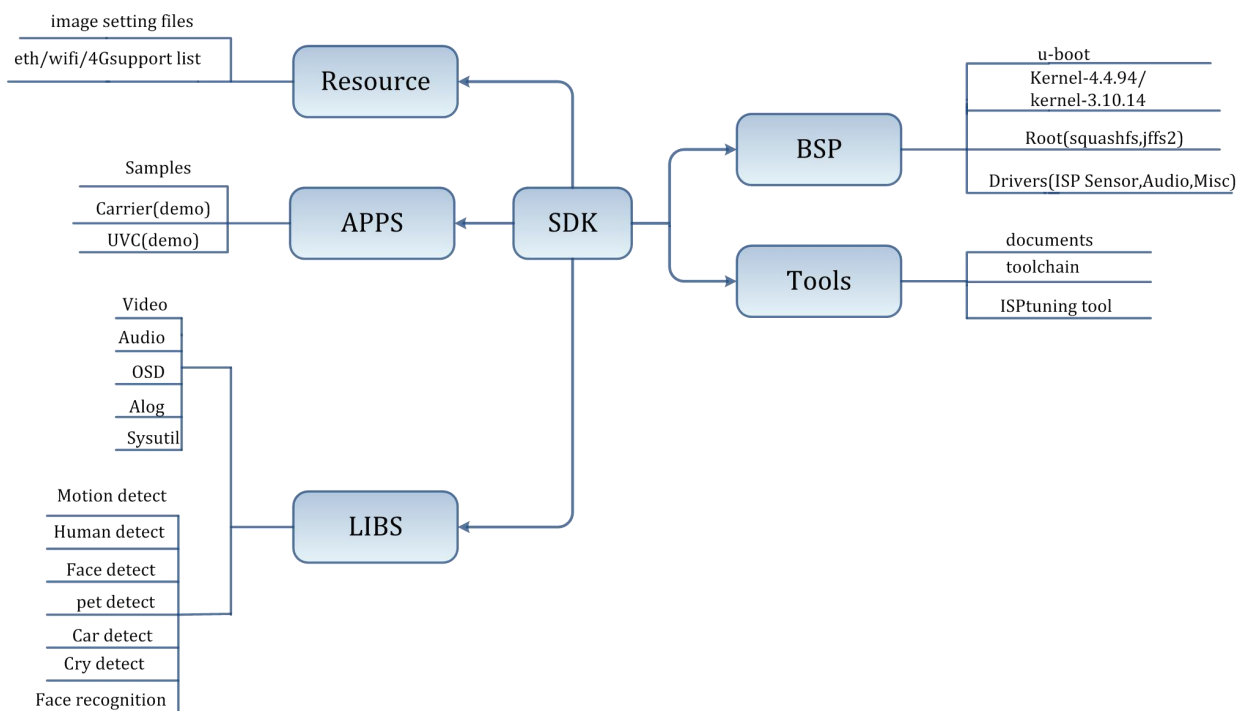 image setting files
eth/wifi/4Gsupport list
Resource
Samples
Carrier(demo)
UVC(demo)
APPS
SDK
Video
Audio
OSD
Alog
Sysutil
Motion detect
Human detect
Face detect
pet detect
Car detect
Cry detect
Face recognition
LIBS
BSP
u-boot
Kernel-4.4.94/
kernel-3.10.14
Root(squashfs,jffs2)
Drivers(ISP Sensor,Audio,Misc)
Tools
documents
toolchain
ISPtuning tool